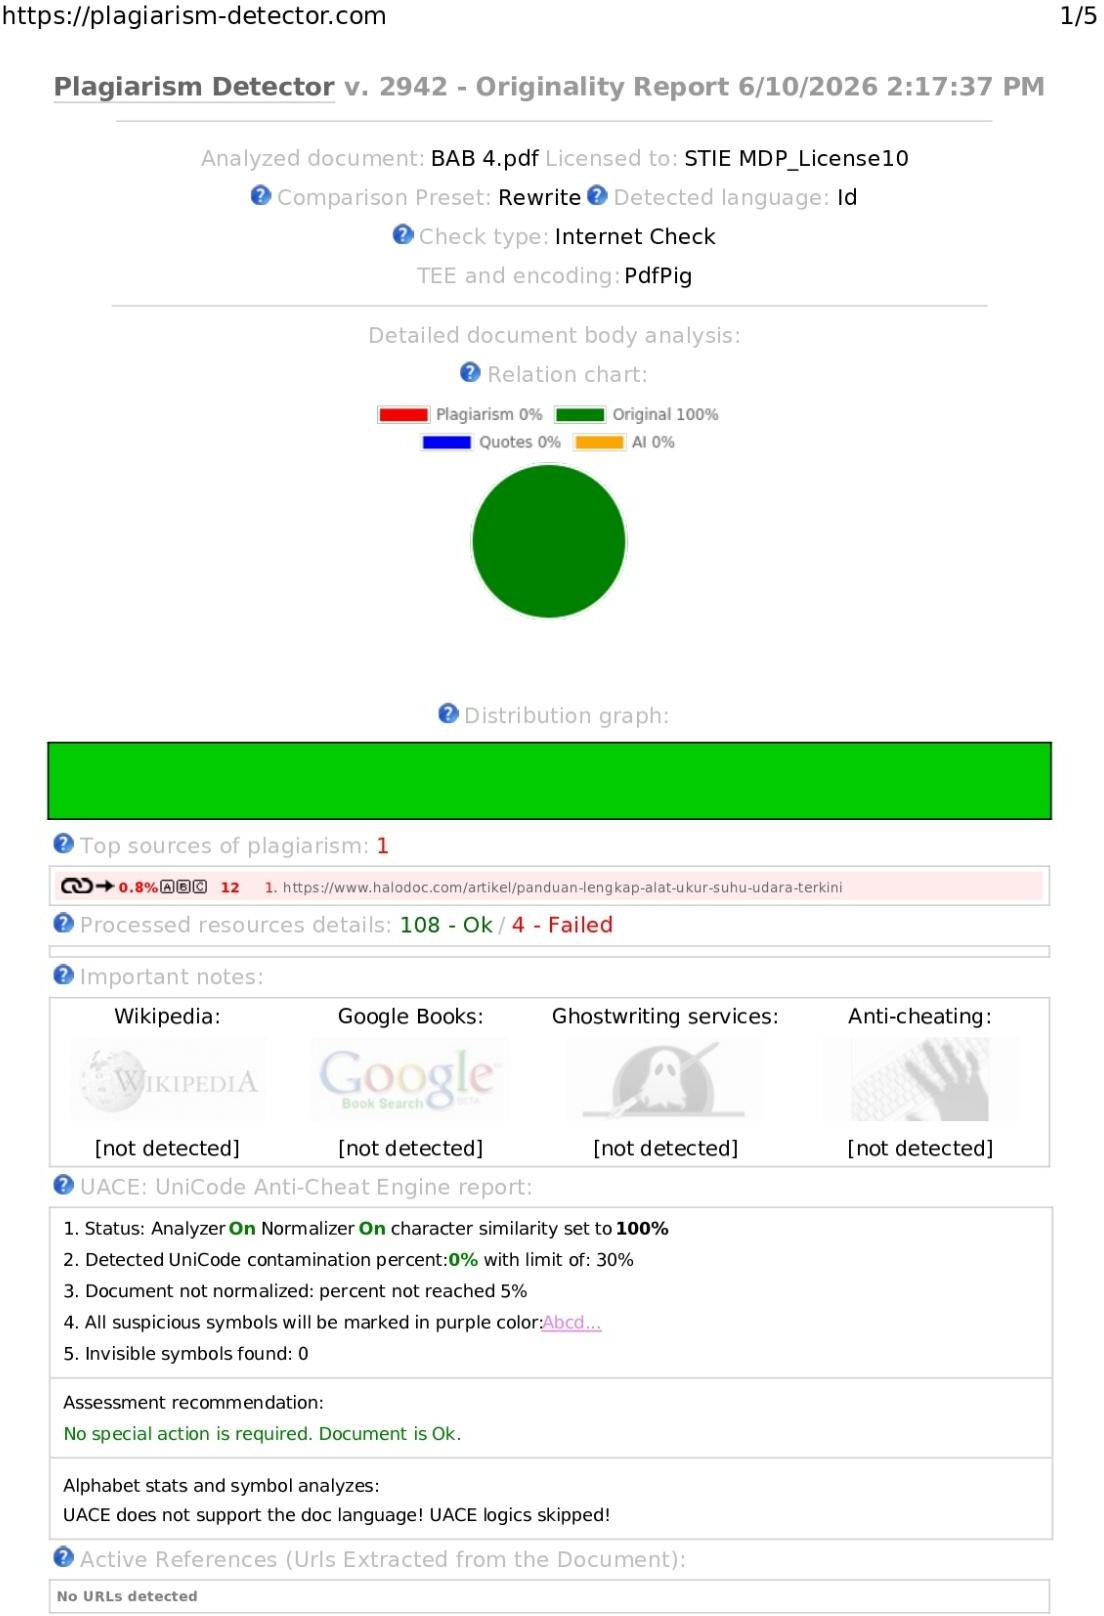 https://plagiarism-detector.com 1/5
Plagiarism Detector v. 2942 - Originality Report 6/10/2026 2:17:37 PM
Analyzed document: BAB 4.pdf Licensed to: STIE MDP_License10
Comparison Preset: Rewrite Detected language: Id
Check type: Internet Check
TEE and encoding: PdfPig
Detailed document body analysis:
Relation chart:
Plagiarism 0% Original 100%
Quotes 0% AI 0%
Distribution graph:
Top sources of plagiarism: 1
0.8% A B C 12 1. https://www.halodoc.com/artikel/panduan-lengkap-alat-ukur-suhu-udara-terkini
Processed resources details: 108 - Ok / 4 - Failed
Important notes:
Wikipedia: Google Books: Ghostwriting services: Anti-cheating:
WIKIPEDIA Google Book Search BETA
[not detected] [not detected] [not detected] [not detected]
UACE: UniCode Anti-Cheat Engine report:
1. Status: Analyzer On Normalizer On character similarity set to 100%
2. Detected UniCode contamination percent: 0% with limit of: 30%
3. Document not normalized: percent not reached 5%
4. All suspicious symbols will be marked in purple color: Abcd...
5. Invisible symbols found: 0
Assessment recommendation:
No special action is required. Document is Ok.
Alphabet stats and symbol analyzes:
UACE does not support the doc language! UACE logics skipped!
Active References (Urls Extracted from the Document):
No URLs detected